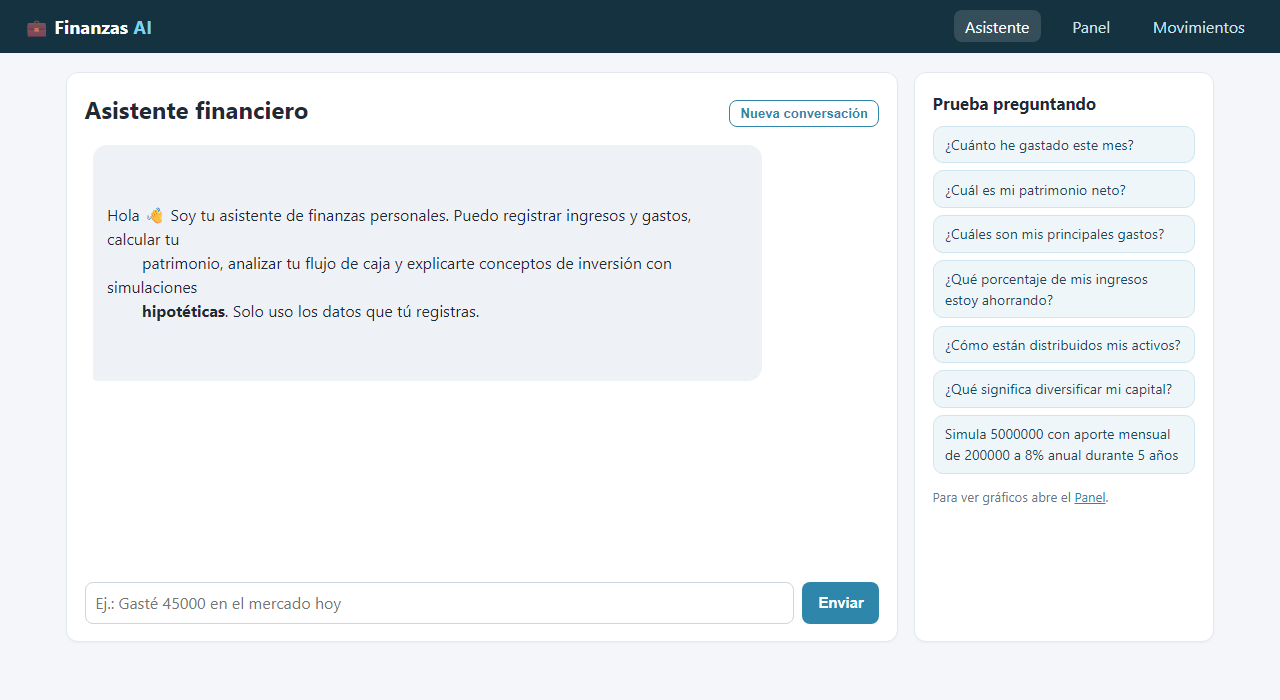 💼 Finanzas AI
Asistente
Panel
Movimientos
Asistente financiero
Nueva conversación
Hola 👋 Soy tu asistente de finanzas personales. Puedo registrar ingresos y gastos,
calcular tu
patrimonio, analizar tu flujo de caja y explicarte conceptos de inversión con
simulaciones
hipotéticas. Solo uso los datos que tú registras.
Ej.: Gasté 45000 en el mercado hoy
Enviar
Prueba preguntando
¿Cuánto he gastado este mes?
¿Cuál es mi patrimonio neto?
¿Cuáles son mis principales gastos?
¿Qué porcentaje de mis ingresos
estoy ahorrando?
¿Cómo están distribuidos mis activos?
¿Qué significa diversificar mi capital?
Simula 5000000 con aporte mensual
de 200000 a 8% anual durante 5 años
Para ver gráficos abre el Panel.